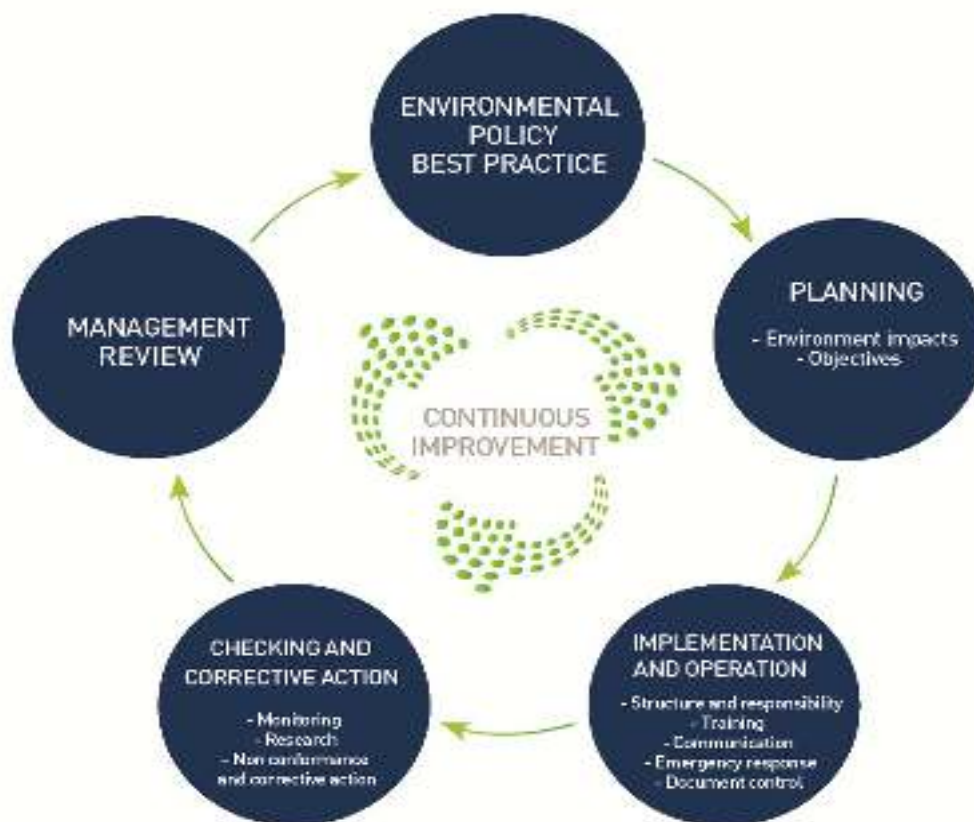 ENVIRONMENTAL
POLICY
BEST PRACTICE
PLANNING
- Environment impacts
- Objectives
IMPLEMENTATION
AND OPERATION
- Structure and responsibility
- Training
- Communication
- Emergency response
- Document control
CHECKING AND
CORRECTIVE ACTION
- Monitoring
- Research
- Non conformance
and corrective action
MANAGEMENT
REVIEW
CONTINUOUS
IMPROVEMENT